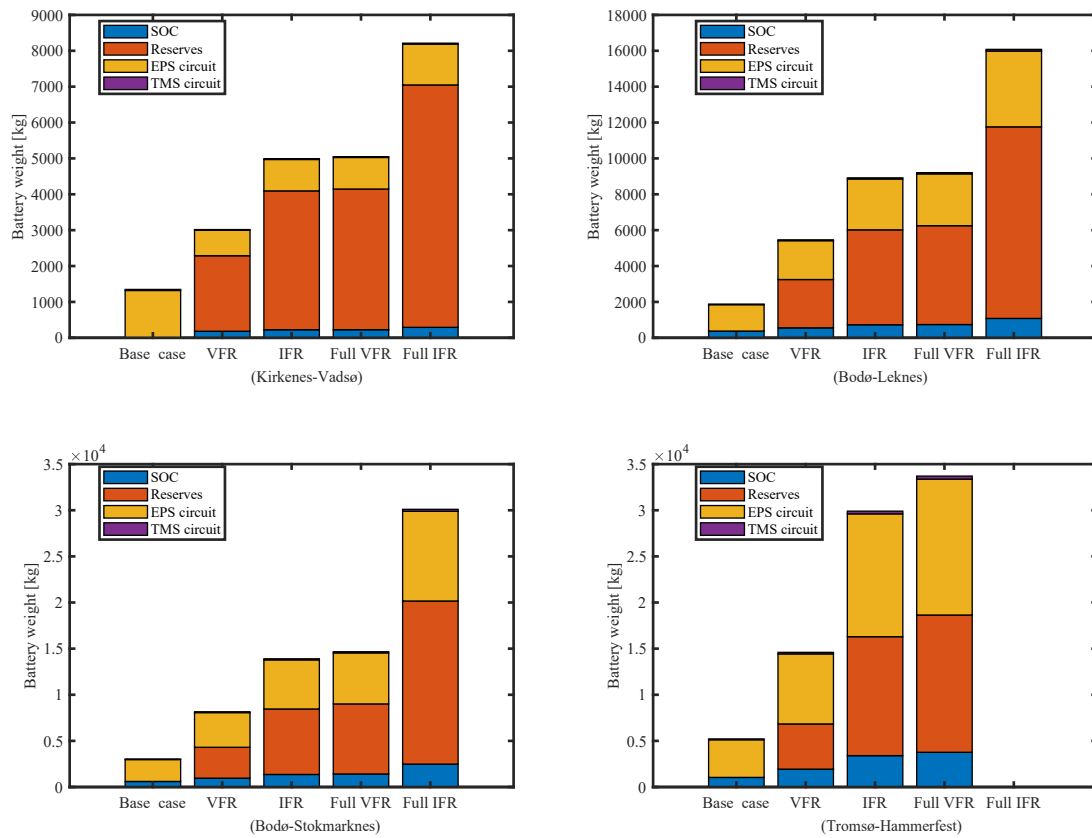 9000
8000
7000
6000
5000
4000
3000
2000
1000
0
Battery weight [kg]
SOC
Reserves
EPS circuit
TMS circuit
Base case VFR IFR Full VFR Full IFR
(Kirkenes-Vadsø)
18000
16000
14000
12000
10000
8000
6000
4000
2000
0
Battery weight [kg]
SOC
Reserves
EPS circuit
TMS circuit
Base case VFR IFR Full VFR Full IFR
(Bodø-Leknes)
×10⁴
3.5
3
2.5
2
1.5
1
0.5
0
Battery weight [kg]
SOC
Reserves
EPS circuit
TMS circuit
Base case VFR IFR Full VFR Full IFR
(Bodø-Stokmarknes)
×10⁴
3.5
3
2.5
2
1.5
1
0.5
0
Battery weight [kg]
SOC
Reserves
EPS circuit
TMS circuit
Base case VFR IFR Full VFR Full IFR
(Tromsø-Hammerfest)